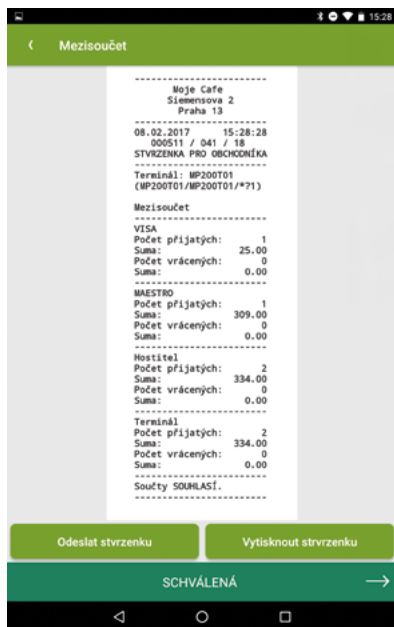 15:28
Mezisoučet
Moje Cafe
Siemensova 2
Praha 13
08.02.2017 15:28:28
000511 / 041 / 18
STVRZENKA PRO OBCHODNÍKA
Terminál: MP200T01
(MP200T01/MP200T01/*?1)
Mezisoučet
VISA
Počet přijatých: 1
Suma: 25.00
Počet vrácených: 0
Suma: 0.00
MAESTRO
Počet přijatých: 1
Suma: 309.00
Počet vrácených: 0
Suma: 0.00
Hostitel
Počet přijatých: 2
Suma: 334.00
Počet vrácených: 0
Suma: 0.00
Terminál
Počet přijatých: 2
Suma: 334.00
Počet vrácených: 0
Suma: 0.00
Součty SOUHLASÍ.
Odeslat stvrzenku
Vytisknout strvrzenku
SCHVÁLENÁ